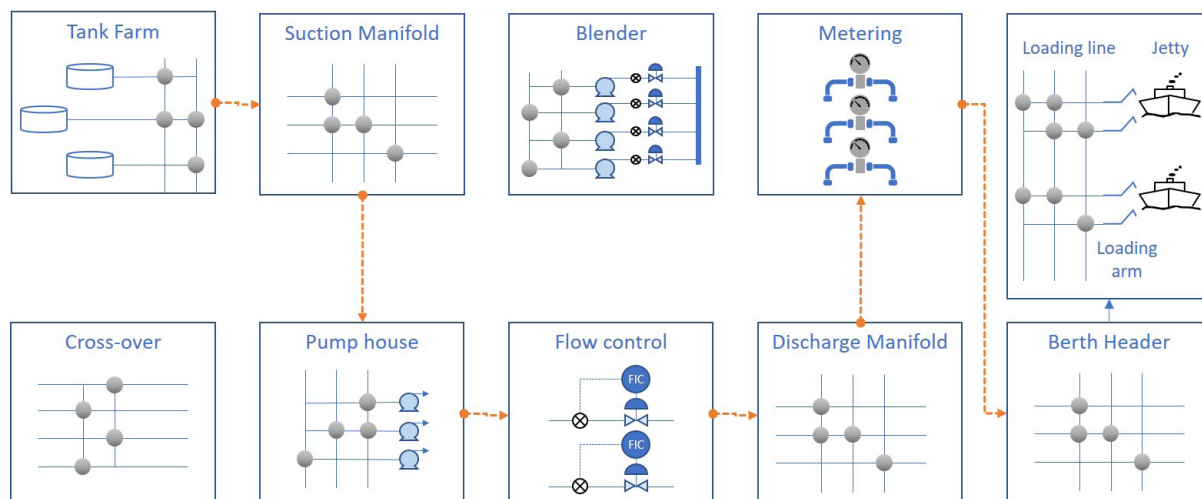 Tank Farm
Suction Manifold
Blender
Metering
Loading line
Jetty
Loading
arm
Cross-over
Pump house
Flow control
FIC
FIC
Discharge Manifold
Berth Header